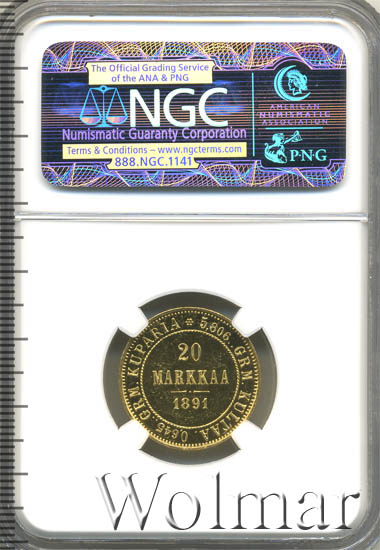 The Official Grading Service
of the ANA & PNG
NGC
Numismatic Guaranty Corporation
Terms & Conditions – www.ngcterms.com
888.NGC.1141
AMERICAN
NUMISMATIC
ASSOCIATION
PNG
5,806. GRM. KULTAA. 0,645. GRM. KUPARIA
20
MARKKAA
1891
Wolmar